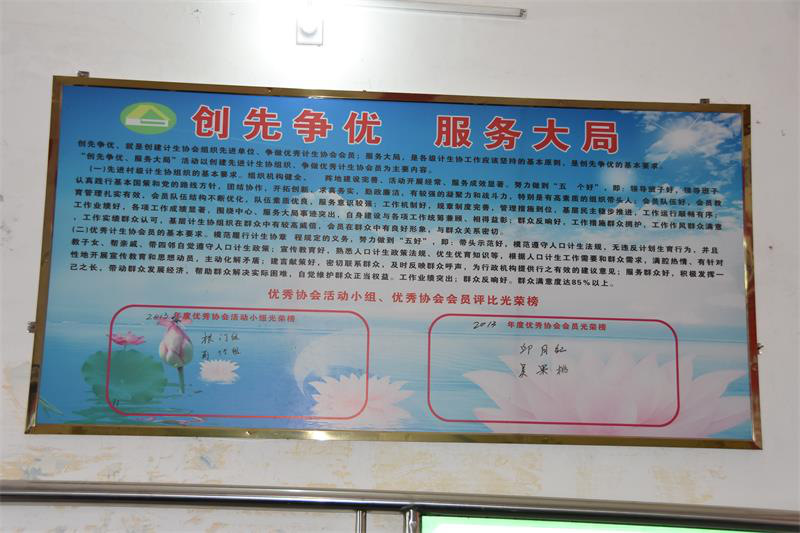 创先争优 服务大局
创先争优、就是创建计生协会组织先进单位、争做优秀计生协会会员；服务大局，是各级计生协工作应该坚持的基本原则，是创先争优的基本要求。
“创先争优、服务大局”活动以创建先进计生协组织、争做优秀计生协会员为主要内容。
(一)先进村级计生协组织的基本要求。组织机构健全、 阵地建设完善、活动开展经常、服务成效显著。努力做到“五 个好”，即：领导班子好，领导班子
认真践行基本国策和党的路线方针，团结协作，开拓创新，求真务实，勤政廉洁，有较强的凝聚力和战斗力，特别是有高素质的组织带头人；会员队伍好，会员教
育管理扎实有效，会员队伍结构不断优化，队伍素质优良，服务意识较强；工作机制好，规章制度完善，管理措施到位，基层民主稳步推进，工作运行顺畅有序；
工作业绩好，各项工作成绩显著，围绕中心、服务大局事迹突出，自身建设与各项工作统筹兼顾、相得益彰；群众反响好，工作措施群众拥护，工作作风群众满意
，工作实绩群众认可，基层计生协组织在群众中有较高威信，会员在群众中有良好形象，与群众关系密切。
(二)优秀计生协会员的基本要求。模范履行计生协章 程规定的义务，努力做到“五好”，即：带头示范好，模范遵守人口计生法规，无违反计划生育行为，并且
教子女、帮亲戚、带四邻自觉遵守人口计生政策；宣传教育好，熟悉人口计生政策法规、优生优育知识等，根据人口计生工作需要和群众需求，满腔热情、有针对
性地开展宣传教育和思想动员，主动化解矛盾；建言献策好，密切联系群众，及时反映群众呼声，为行政机构提供行之有效的建议意见；服务群众好，积极发挥一
己之长，带动群众发展经济，帮助群众解决实际困难，自觉维护群众正当权益。工作业绩突出；群众反响好。群众满意度达85%以上。
优秀协会活动小组、优秀协会会员评比光荣榜
2013 年度优秀协会活动小组光荣榜
2013 年度优秀协会会员光荣榜
邱月红